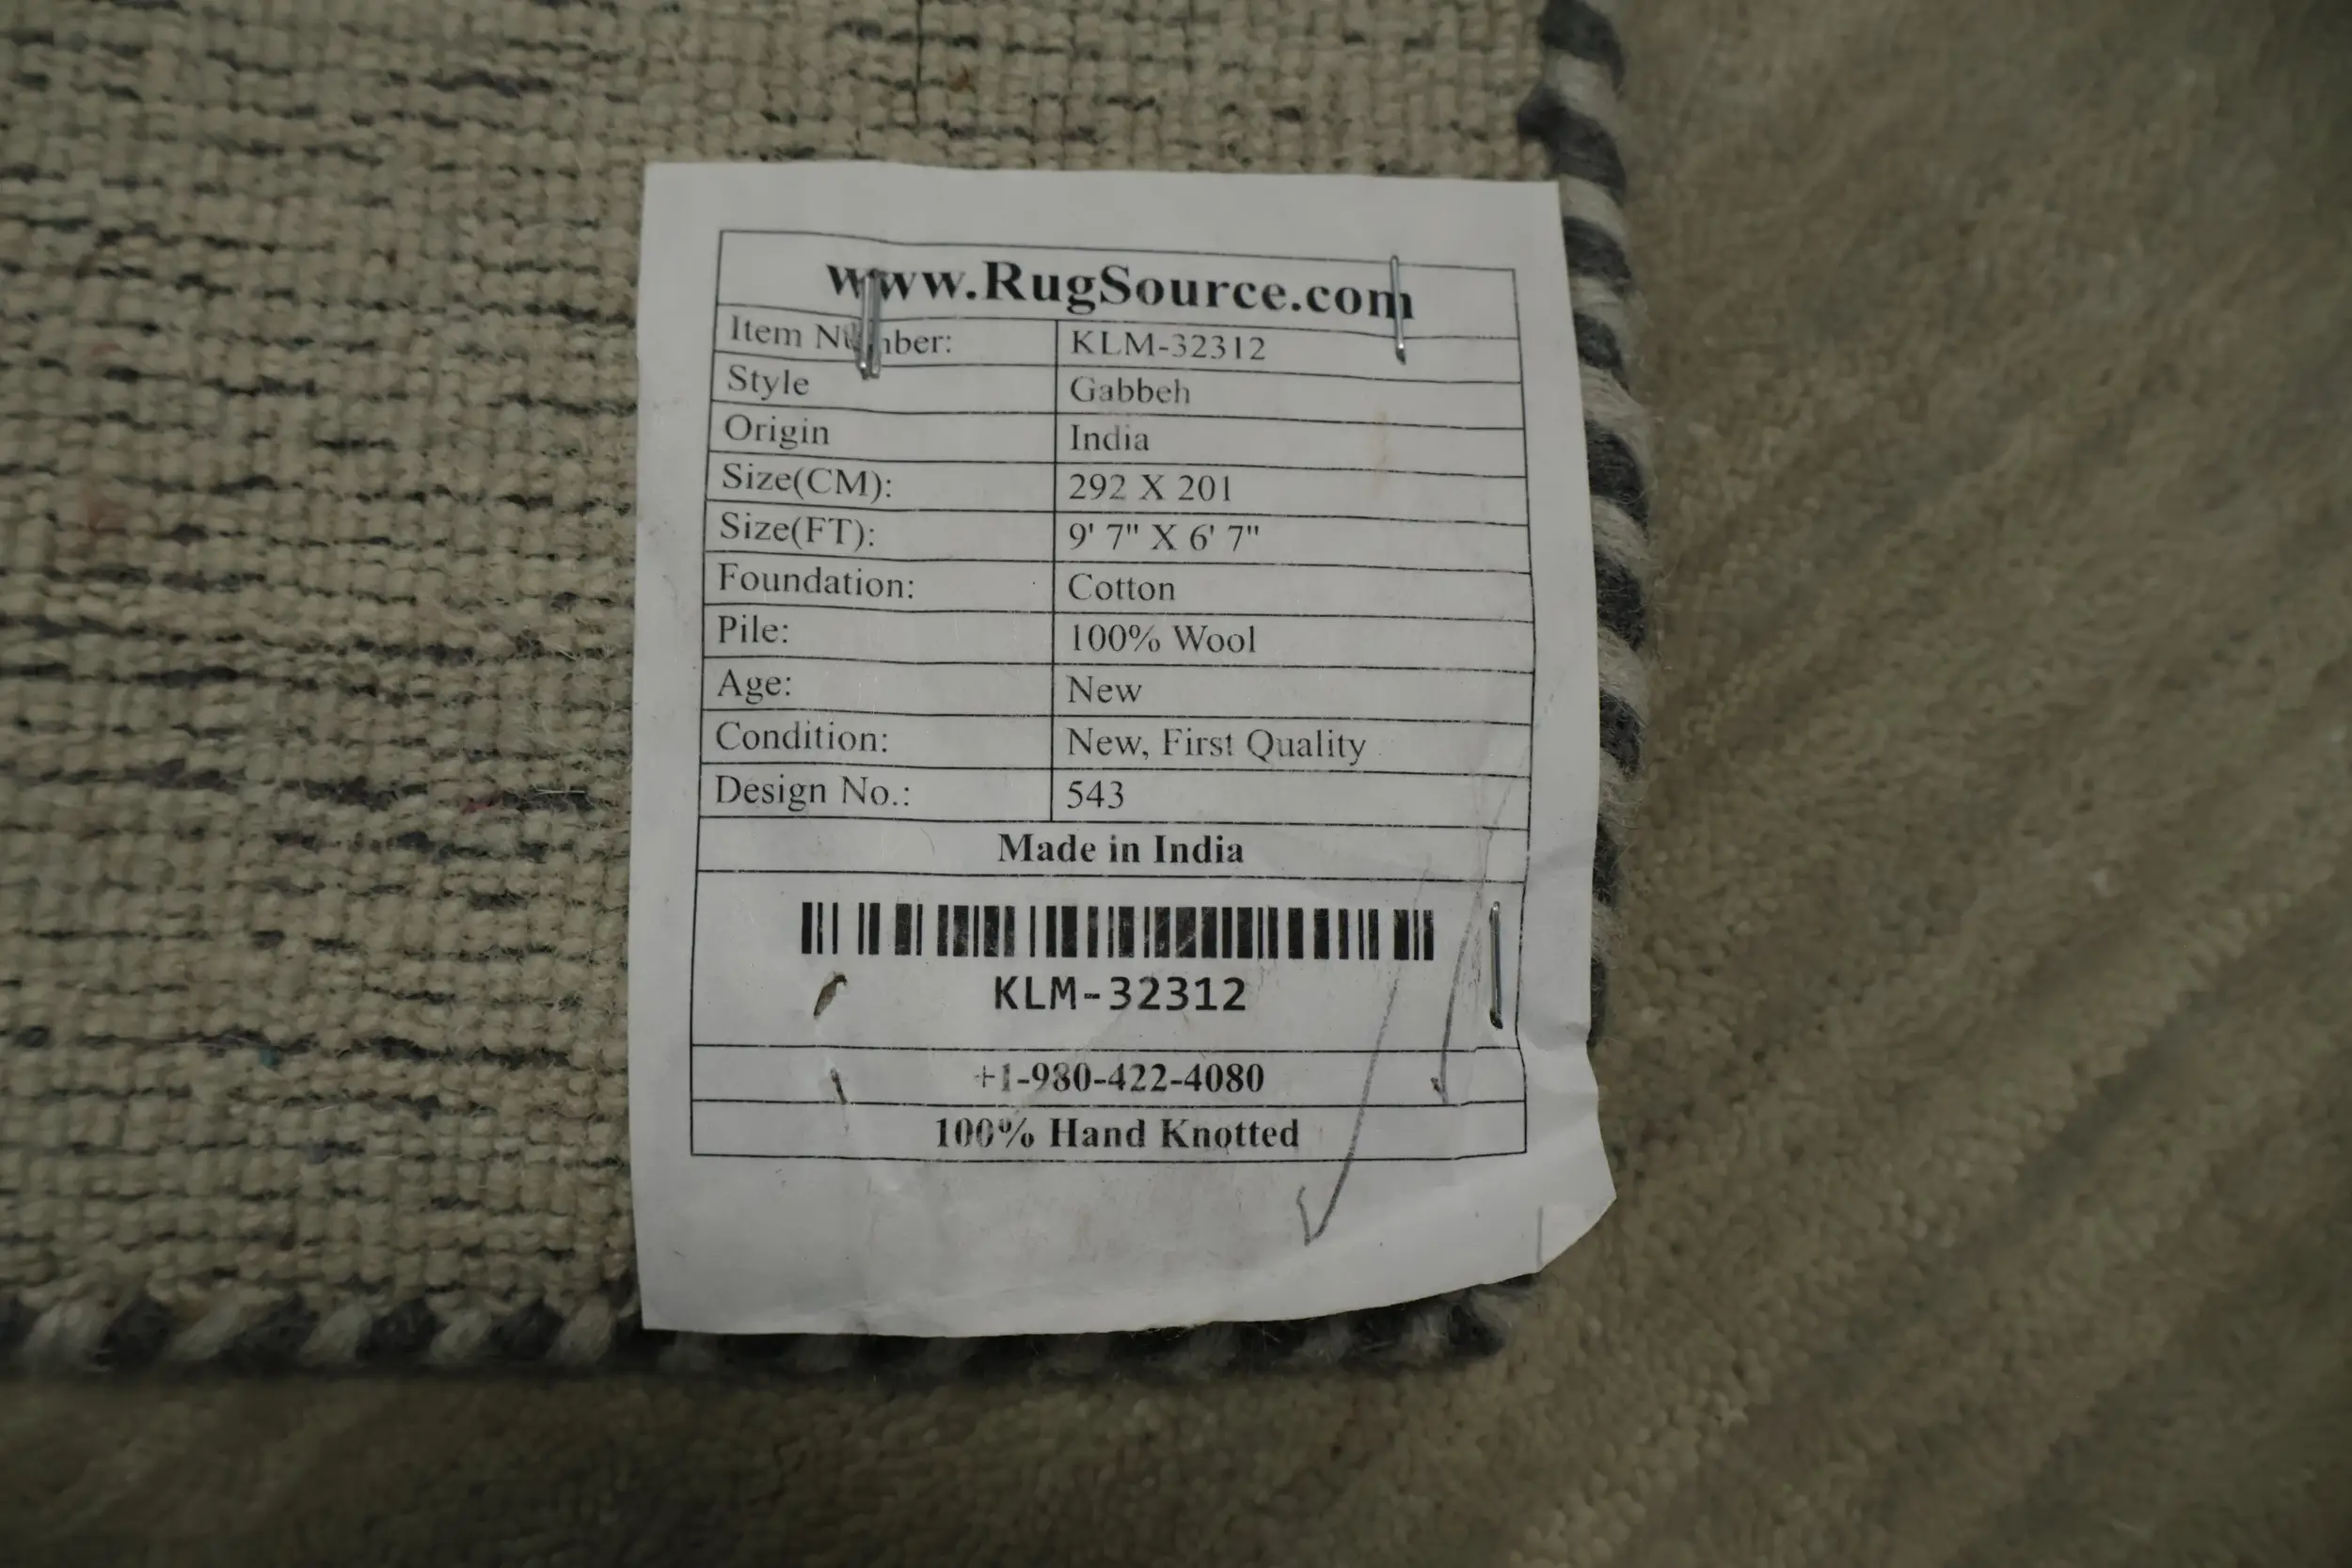 www.RugSource.com
Item Number: KLM-32312
Style Gabbeh
Origin India
Size(CM): 292 X 201
Size(FT): 9' 7" X 6' 7"
Foundation: Cotton
Pile: 100% Wool
Age: New
Condition: New, First Quality
Design No.: 543
Made in India
KLM-32312
+1-980-422-4080
100% Hand Knotted